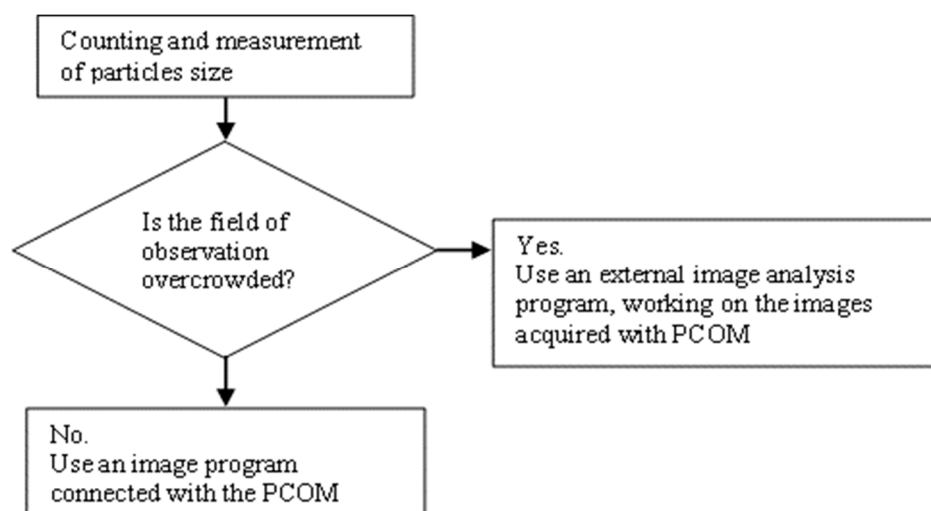 Counting and measurement
of particles size
Is the field of
observation
overcrowded?
Yes.
Use an external image analysis
program, working on the images
acquired with PCOM
No.
Use an image program
connected with the PCOM